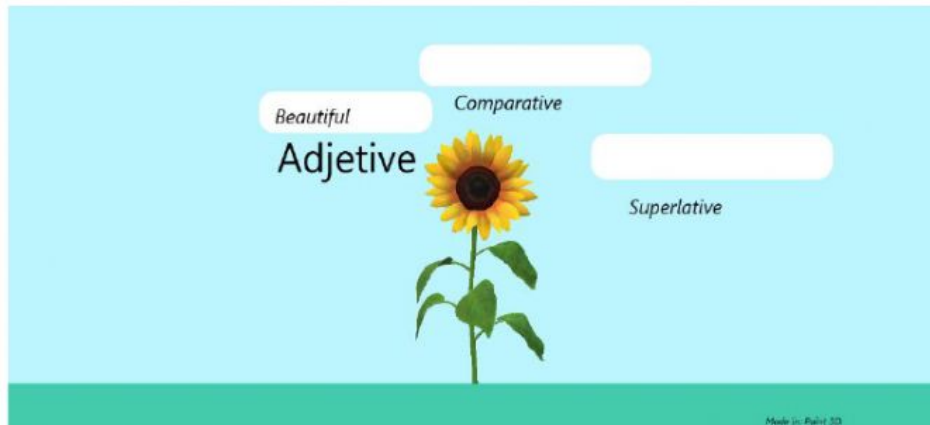 Beautiful
Comparative
Adjetive
Superlative
Made in: Paint 3D